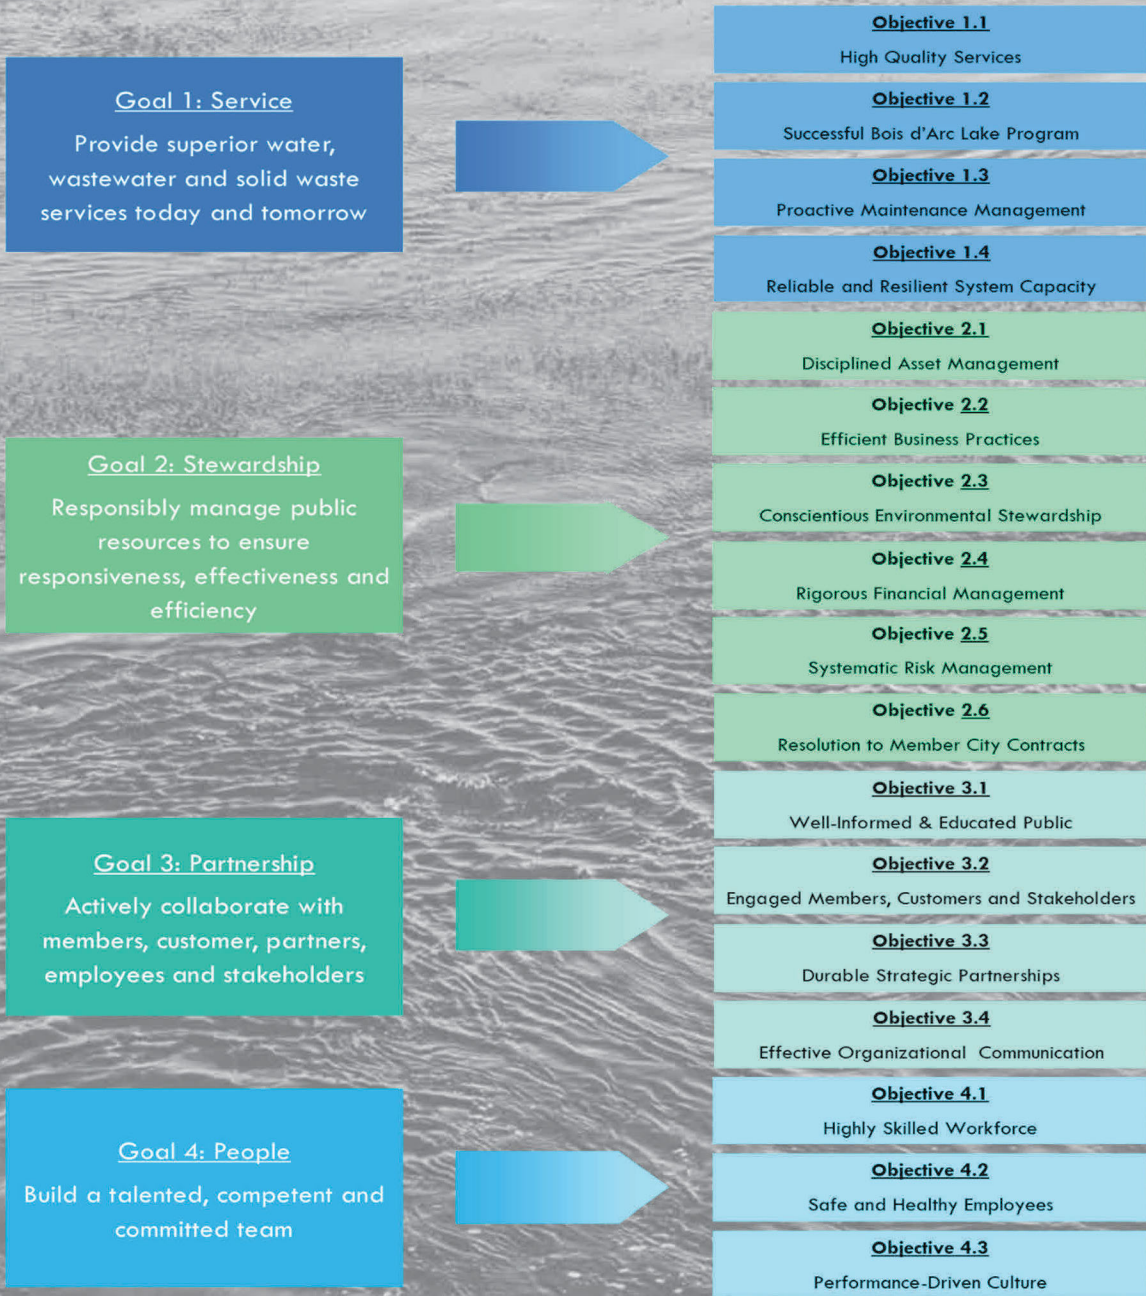 Goal 1: Service
Provide superior water,
wastewater and solid waste
services today and tomorrow
Objective 1.1
High Quality Services
Objective 1.2
Successful Bois d'Arc Lake Program
Objective 1.3
Proactive Maintenance Management
Objective 1.4
Reliable and Resilient System Capacity
Goal 2: Stewardship
Responsibly manage public
resources to ensure
responsiveness, effectiveness and
efficiency
Objective 2.1
Disciplined Asset Management
Objective 2.2
Efficient Business Practices
Objective 2.3
Conscientious Environmental Stewardship
Objective 2.4
Rigorous Financial Management
Objective 2.5
Systematic Risk Management
Objective 2.6
Resolution to Member City Contracts
Goal 3: Partnership
Actively collaborate with
members, customer, partners,
employees and stakeholders
Objective 3.1
Well-Informed & Educated Public
Objective 3.2
Engaged Members, Customers and Stakeholders
Objective 3.3
Durable Strategic Partnerships
Objective 3.4
Effective Organizational Communication
Goal 4: People
Build a talented, competent and
committed team
Objective 4.1
Highly Skilled Workforce
Objective 4.2
Safe and Healthy Employees
Objective 4.3
Performance-Driven Culture